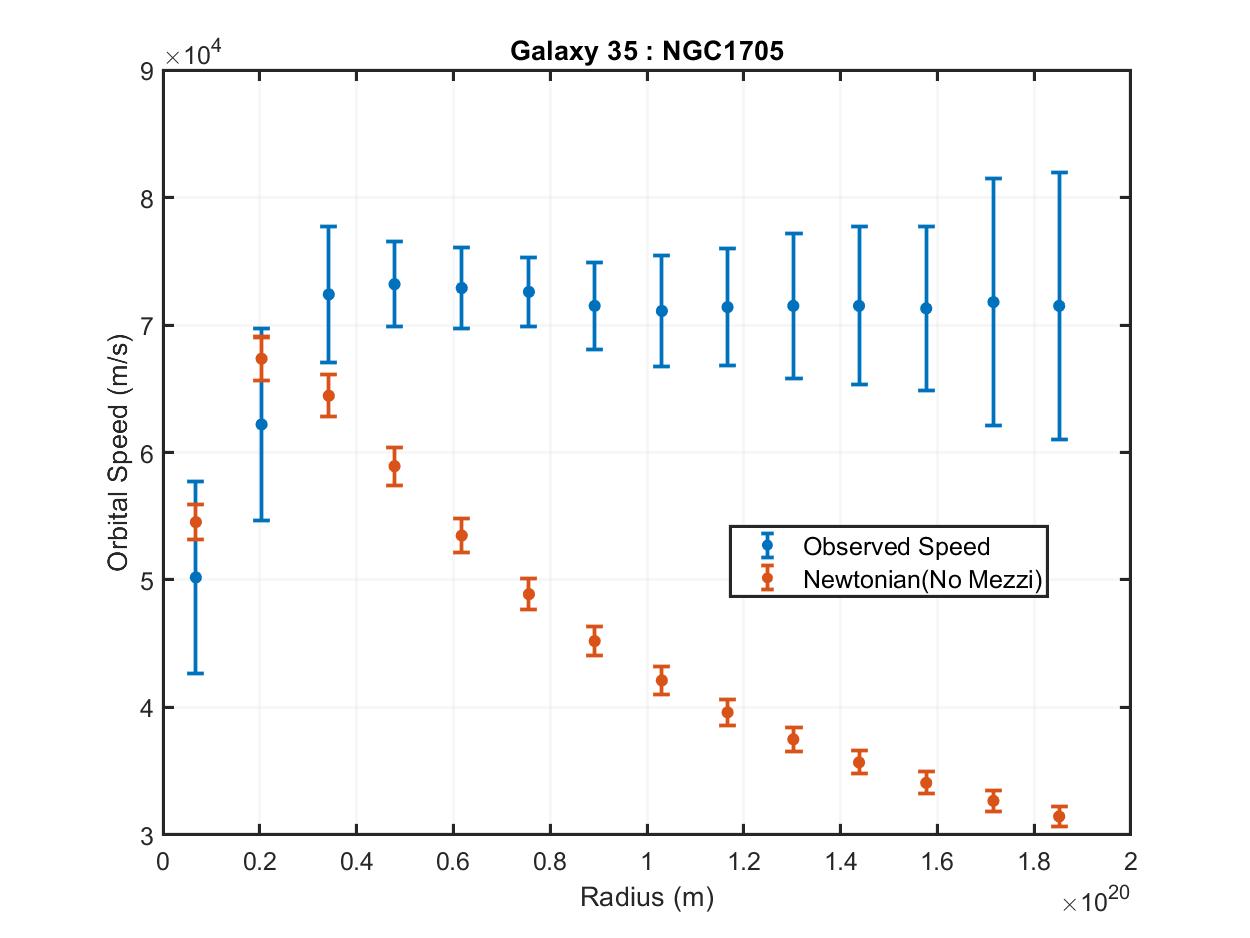 Galaxy 35 : NGC1705
×10^4
9
8
7
6
5
4
3
Orbital Speed (m/s)
Observed Speed
Newtonian(No Mezzi)
0 0.2 0.4 0.6 0.8 1 1.2 1.4 1.6 1.8 2
Radius (m)
×10^20